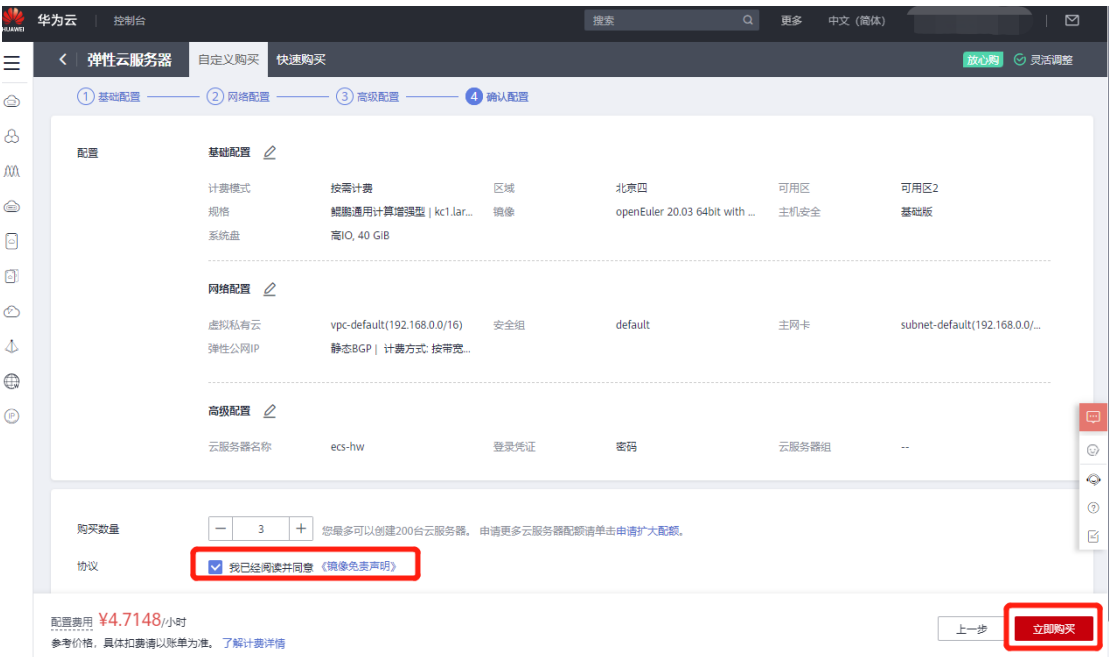 HUAWEI 华为云 控制台 搜索 更多 中文 (简体)
弹性云服务器 自定义购买 快速购买 放心购 灵活调整
1 基础配置 2 网络配置 3 高级配置 4 确认配置
配置 基础配置
计费模式 按需计费 区域 北京四 可用区 可用区2
规格 鲲鹏通用计算增强型 | kc1.lar... 镜像 openEuler 20.03 64bit with ... 主机安全 基础版
系统盘 高IO, 40 GiB
网络配置
虚拟私有云 vpc-default(192.168.0.0/16) 安全组 default 主网卡 subnet-default(192.168.0.0/...
弹性公网IP 静态BGP | 计费方式: 按带宽...
高级配置
云服务器名称 ecs-hw 登录凭证 密码 云服务器组 --
购买数量 − 3 + 您最多可以创建200台云服务器。 申请更多云服务器配额请单击申请扩大配额。
协议 我已经阅读并同意 《镜像免责声明》
配置费用 ¥4.7148/小时
参考价格，具体扣费请以账单为准。 了解计费详情
上一步 立即购买